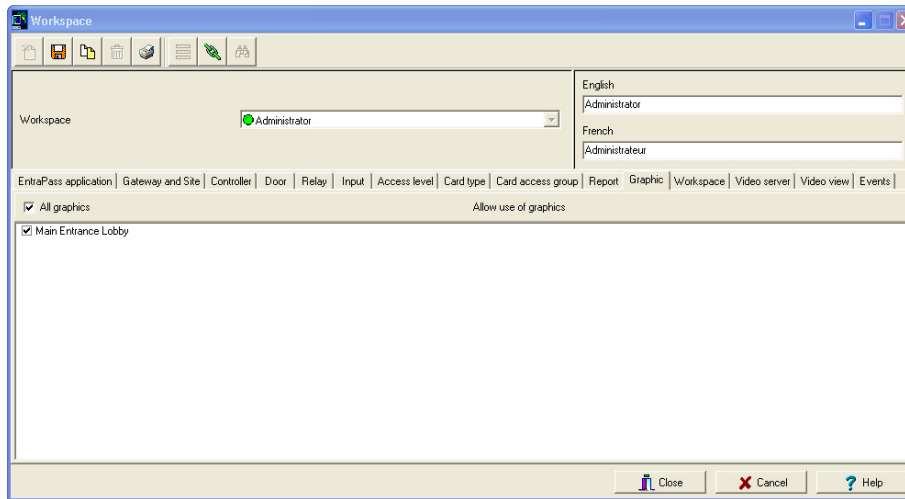 Workspace
English
Administrator
Workspace
Administrator
French
Administrateur
EntraPass application Gateway and Site Controller Door Relay Input Access level Card type Card access group Report Graphic Workspace Video server Video view Events
All graphics Allow use of graphics
Main Entrance Lobby
Close Cancel ? Help